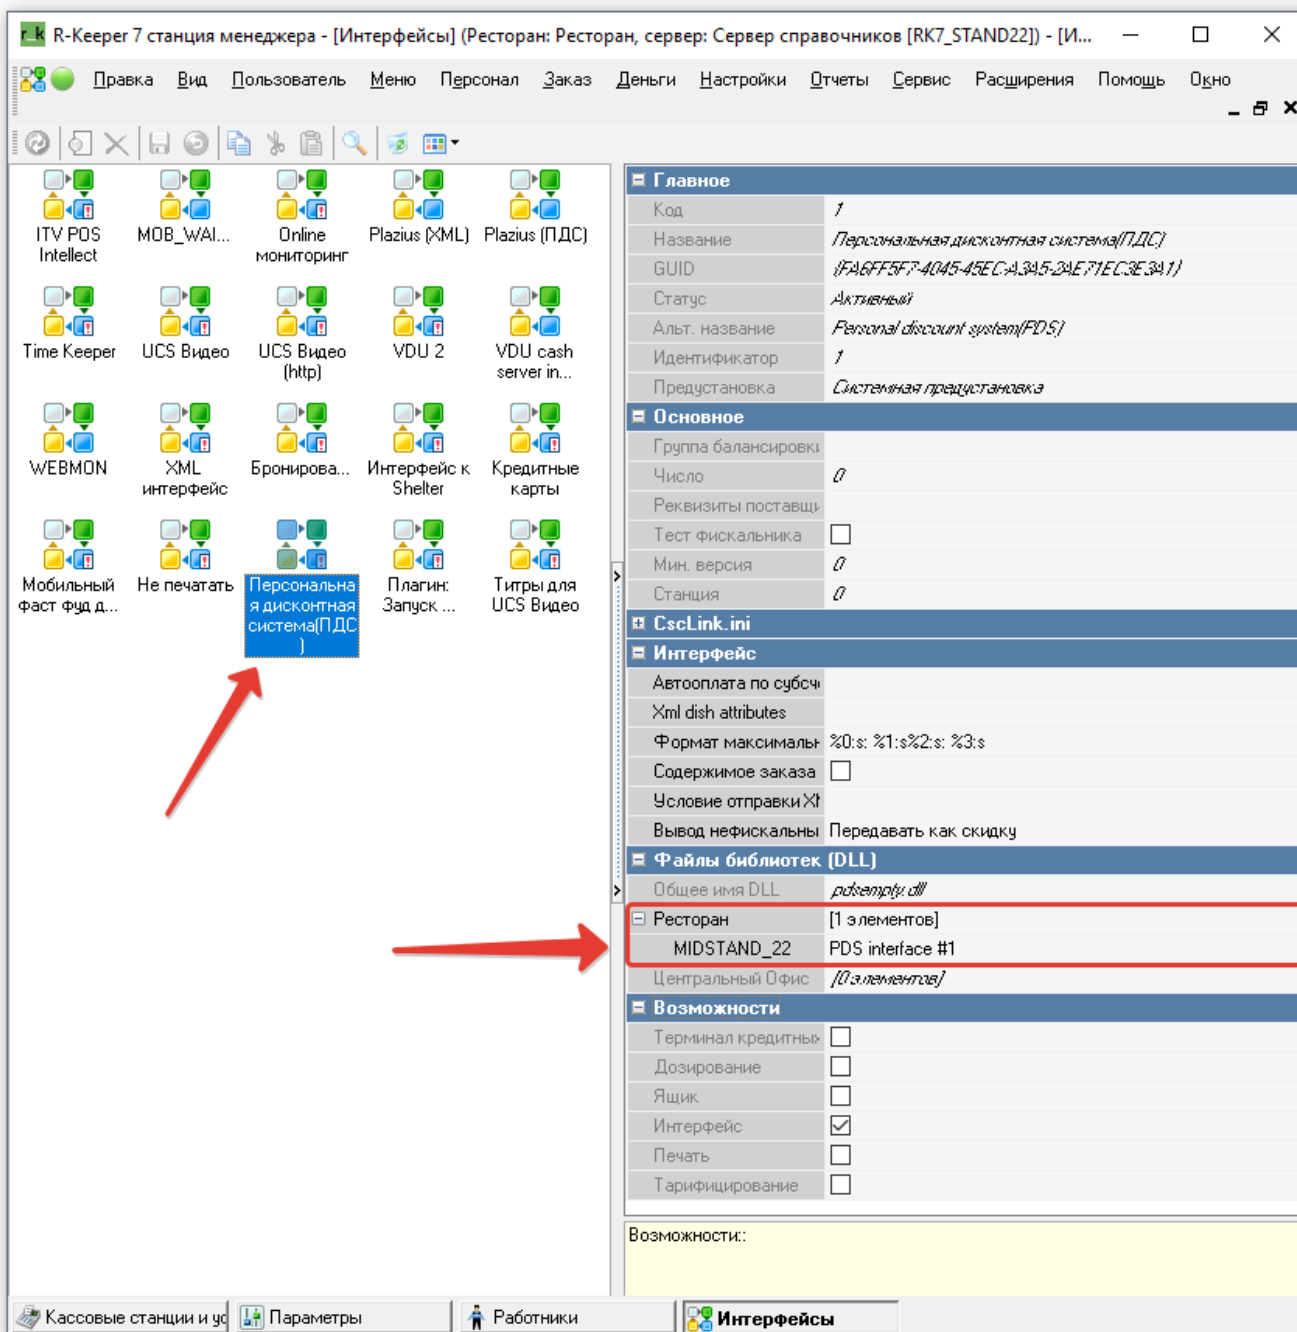 r_k R-Keeper 7 станция менеджера - [Интерфейсы] (Ресторан: Ресторан, сервер: Сервер справочников [RK7_STAND22]) - [И...
Правка Вид Пользователь Меню Персонал Заказ Деньги Настройки Отчеты Сервис Расширения Помощь Окно
ITV POS Intellect
MOB_WAI...
Online мониторинг
Plazius (XML)
Plazius (ПДС)
Time Keeper
UCS Видео
UCS Видео (http)
VDU 2
VDU cash server in...
WEBMON
XML интерфейс
Бронирова...
Интерфейс к Shelter
Кредитные карты
Мобильный фаст фуд д...
Не печатать
Персональна
я дисконтная
система(ПДС
)
Плагин: Запуск ...
Титры для UCS Видео
Главное
Код 1
Название Персональная дисконтная система(ПДС)
GUID {FA6FF5F7-4045-45EC-A3A5-2AE71EC3E3A1}
Статус Активный
Альт. название Personal discount system(PDS)
Идентификатор 1
Предустановка Системная предустановка
Основное
Группа балансировки
Число 0
Реквизиты поставщи
Тест фискальника
Мин. версия 0
Станция 0
CscLink.ini
Интерфейс
Автооплата по субсч
Xml dish attributes
Формат максималь %0:s: %1:s%2:s: %3:s
Содержимое заказа
Условие отправки X
Вывод нефискальны Передавать как скидку
Файлы библиотек (DLL)
Общее имя DLL pdsempty.dll
Ресторан [1 элементов]
MIDSTAND_22 PDS interface #1
Центральный Офис [0 элементов]
Возможности
Терминал кредитных
Дозирование
Ящик
Интерфейс
Печать
Тарифицирование
Возможности::
Кассовые станции и ус Параметры Работники Интерфейсы